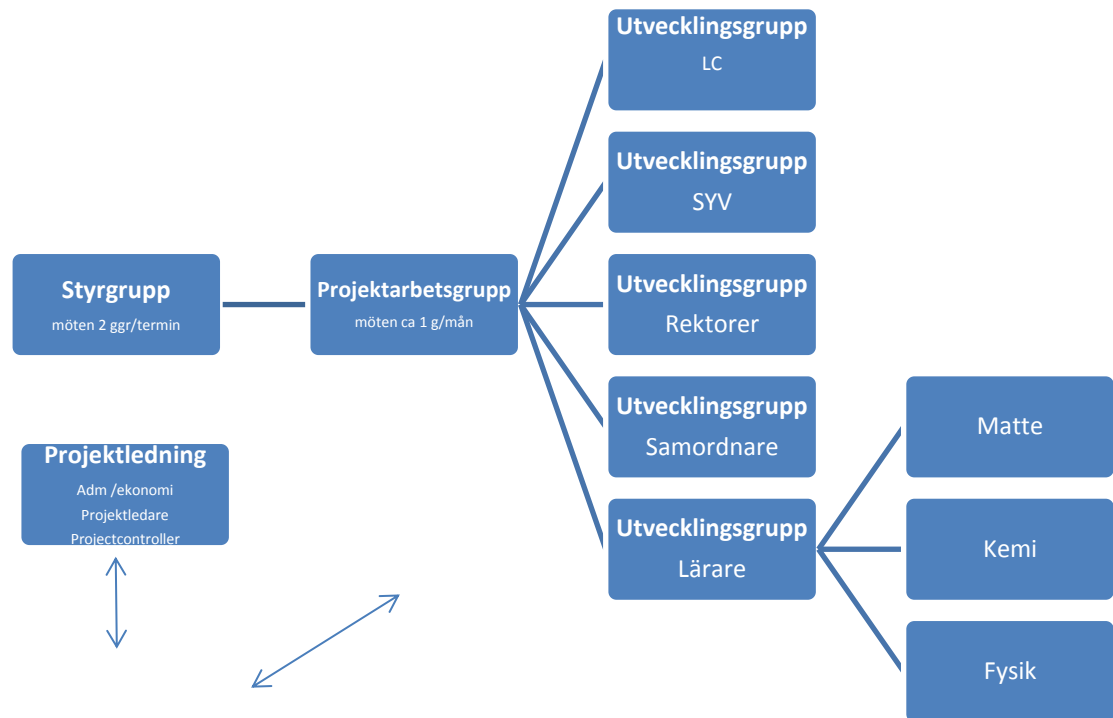 Styrgrupp
möten 2 ggr/termin
Projektledning
Adm /ekonomi
Projektledare
Projectcontroller
Projektarbetsgrupp
möten ca 1 g/mån
Utvecklingsgrupp
LC
Utvecklingsgrupp
SYV
Utvecklingsgrupp
Rektorer
Utvecklingsgrupp
Samordnare
Utvecklingsgrupp
Lärare
Matte
Kemi
Fysik